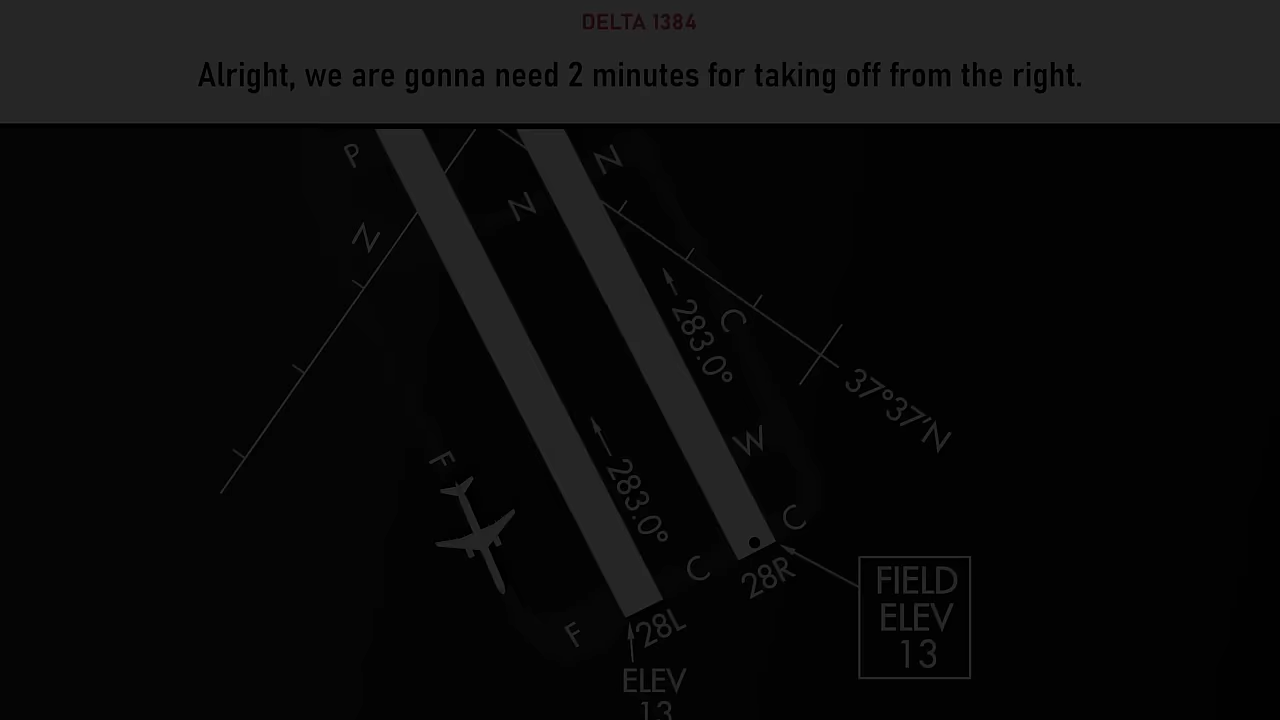 DELTA 1384
Alright, we are gonna need 2 minutes for taking off from the right.
P
N
N
N
283.0°
C
37°37'N
W
F
283.0°
C
C
28R
FIELD
ELEV
13
F
28L
ELEV
13